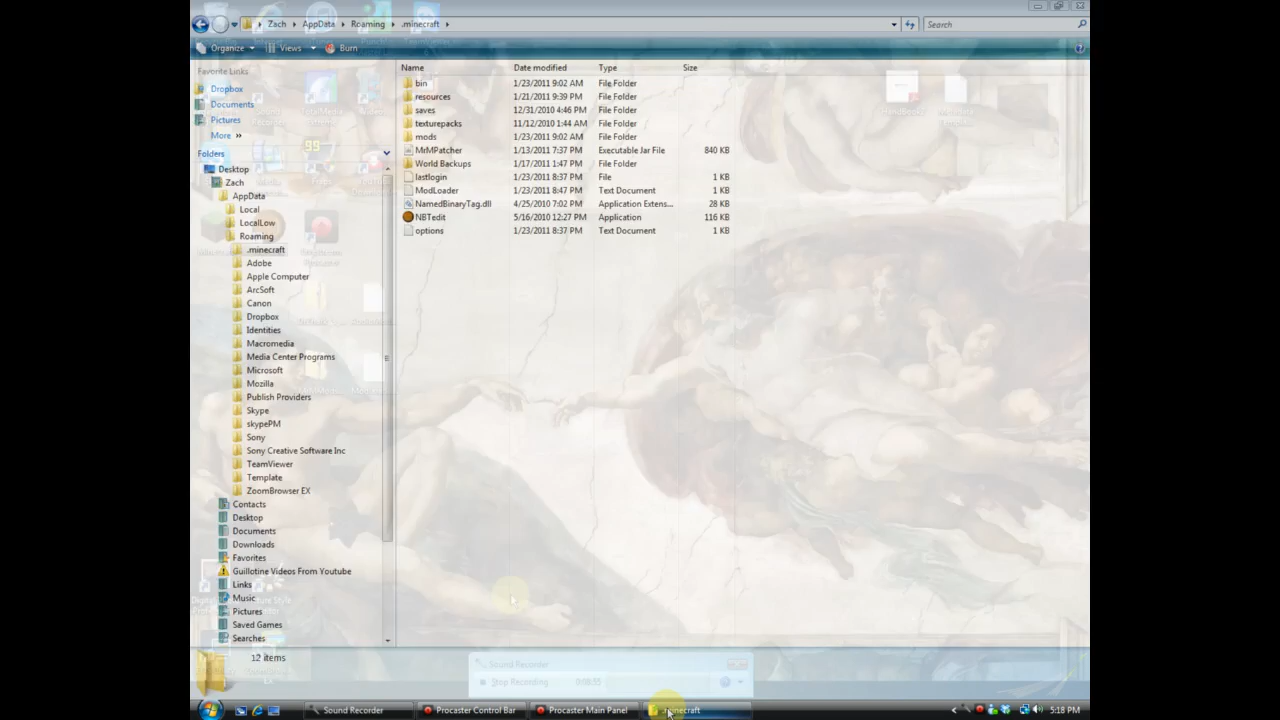 Zach AppData Roaming .minecraft Search
Organize Views Burn
Favorite Links
Dropbox
Documents
Pictures
More »
Folders
Desktop
Zach
AppData
Local
LocalLow
Roaming
.minecraft
Adobe
Apple Computer
ArcSoft
Canon
Dropbox
Identities
Macromedia
Media Center Programs
Microsoft
Mozilla
Publish Providers
Skype
skypePM
Sony
Sony Creative Software Inc
TeamViewer
Template
ZoomBrowser EX
Contacts
Desktop
Documents
Downloads
Favorites
Guillotine Videos From Youtube
Links
Music
Pictures
Saved Games
Searches
Name Date modified Type Size
bin 1/23/2011 9:02 AM File Folder
resources 1/21/2011 9:39 PM File Folder
saves 12/31/2010 4:46 PM File Folder
texturepacks 11/12/2010 1:44 AM File Folder
mods 1/23/2011 9:02 AM File Folder
MrMPatcher 1/13/2011 7:37 PM Executable Jar File 840 KB
World Backups 1/17/2011 1:47 PM File Folder
lastlogin 1/23/2011 8:37 PM File 1 KB
ModLoader 1/23/2011 8:47 PM Text Document 1 KB
NamedBinaryTag.dll 4/25/2010 7:02 PM Application Extens... 28 KB
NBTedit 5/16/2010 12:27 PM Application 116 KB
options 1/23/2011 8:37 PM Text Document 1 KB
12 items
Sound Recorder
Stop Recording
Sound Recorder Procaster Control Bar Procaster Main Panel .minecraft 5:18 PM